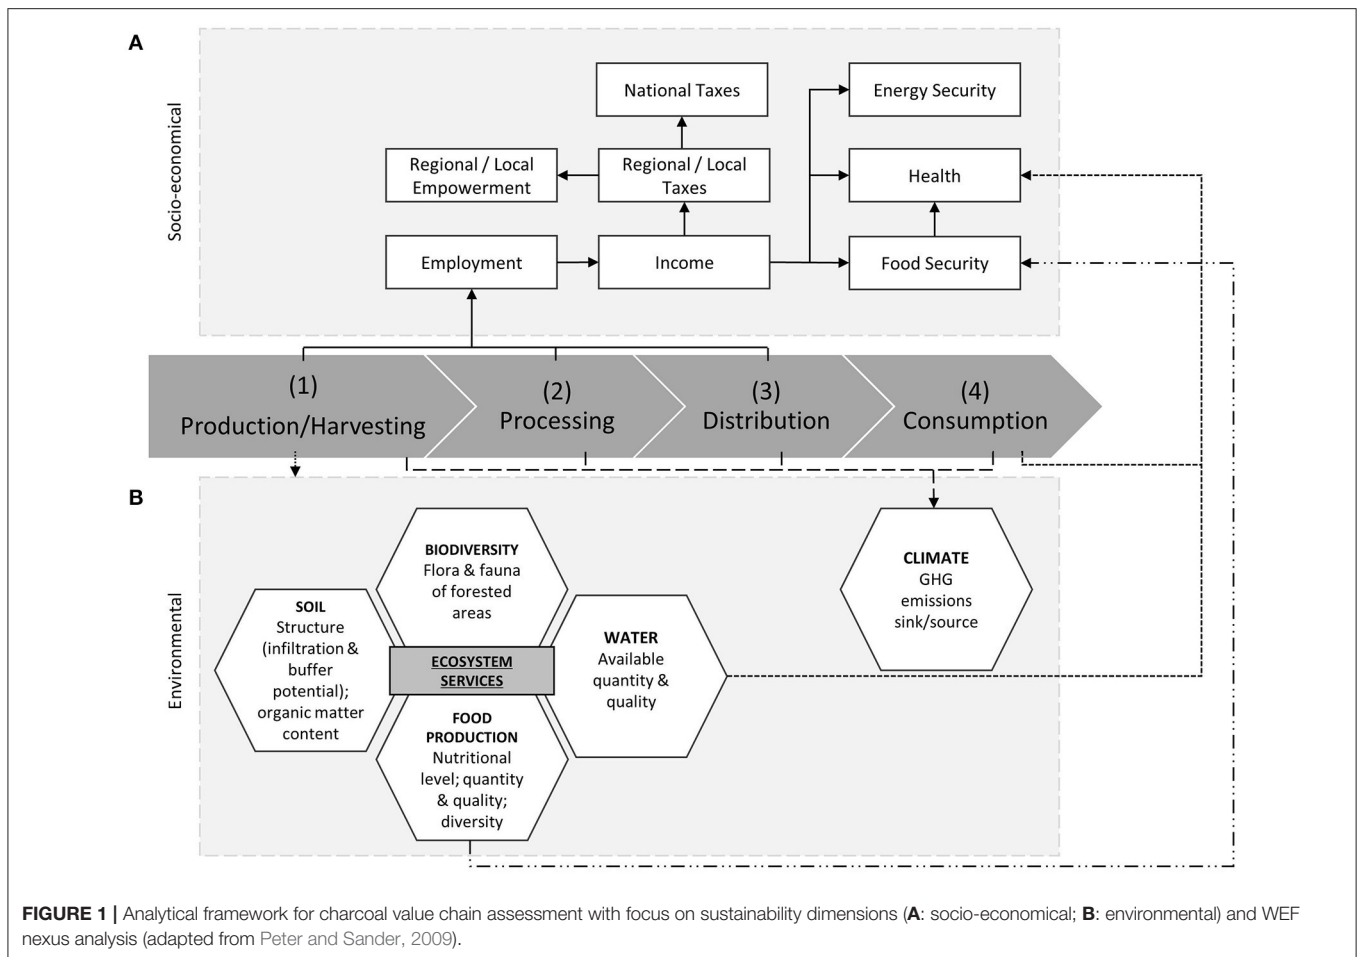 A
Socio-economical
National Taxes
Energy Security
Regional / Local
Empowerment
Regional / Local
Taxes
Health
Employment
Income
Food Security
(1)
Production/Harvesting
(2)
Processing
(3)
Distribution
(4)
Consumption
B
Environmental
BIODIVERSITY
Flora & fauna
of forested
areas
SOIL
Structure
(infiltration &
buffer
potential);
organic matter
content
ECOSYSTEM
SERVICES
WATER
Available
quantity &
quality
FOOD
PRODUCTION
Nutritional
level; quantity
& quality;
diversity
CLIMATE
GHG
emissions
sink/source
FIGURE 1 | Analytical framework for charcoal value chain assessment with focus on sustainability dimensions (A: socio-economical; B: environmental) and WEF
nexus analysis (adapted from Peter and Sander, 2009).